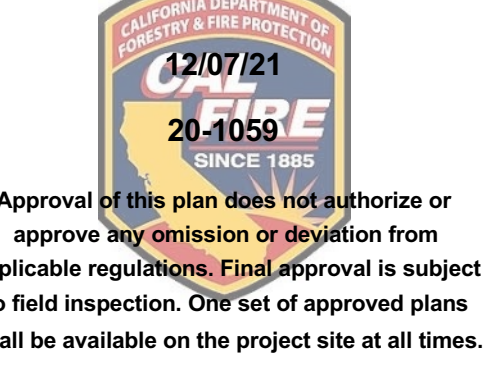 CALIFORNIA DEPARTMENT OF
FORESTRY & FIRE PROTECTION
12/07/21
CAL
FIRE
20-1059
SINCE 1885
Approval of this plan does not authorize or
approve any omission or deviation from
plicable regulations. Final approval is subject
o field inspection. One set of approved plans
all be available on the project site at all times.